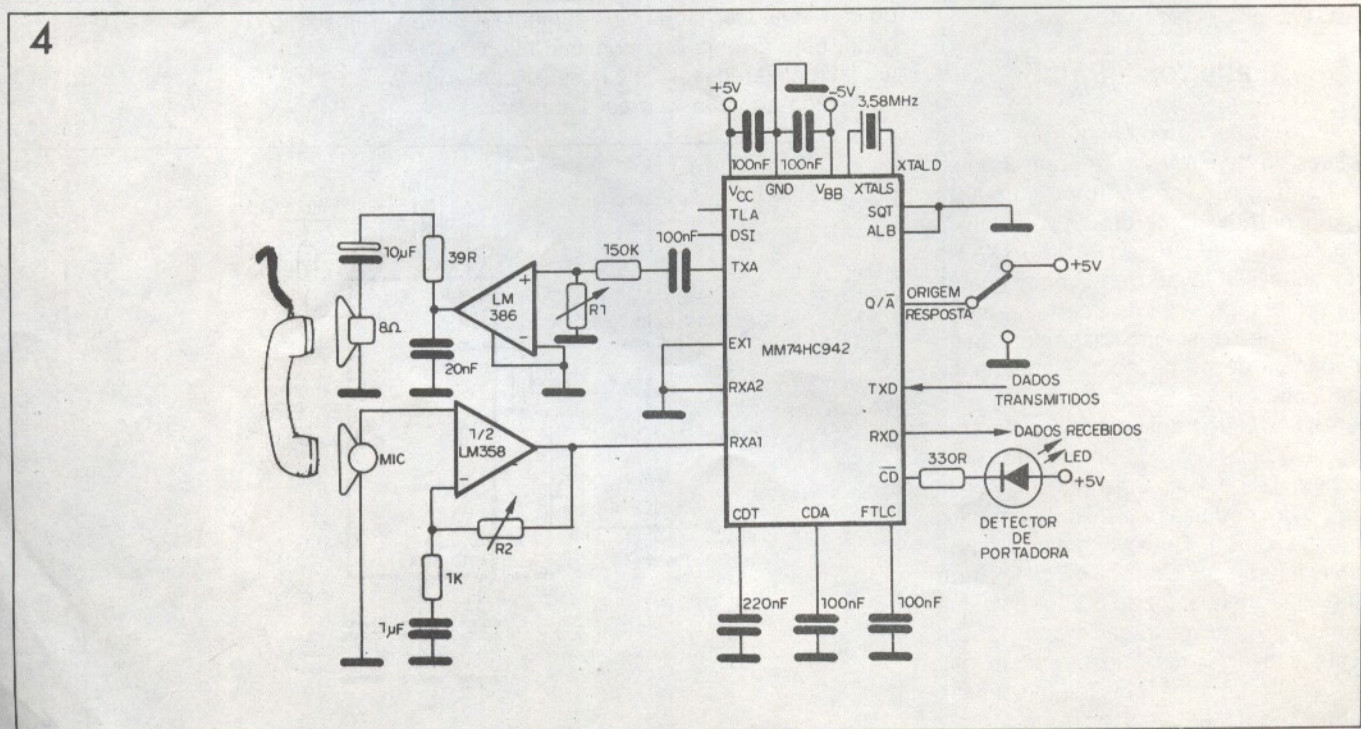 4
+5V
-5V
3,58MHz
100nF
100nF
XTALD
VCC
GND
VBB
XTALS
TLA
DSI
TXA
SQT
ALB
10µF
39R
100nF
150K
LM
386
+
-
R1
8Ω
20nF
EX1
RXA2
MM74HC942
O/A̅
ORIGEM
RESPOSTA
+5V
TXD
DADOS
TRANSMITIDOS
RXD
DADOS RECEBIDOS
RXA1
1/2
LM358
-
MIC
R2
C̅D̅
330R
LED
+5V
DETECTOR
DE
PORTADORA
CDT
CDA
FTLC
1K
1µF
220nF
100nF
100nF